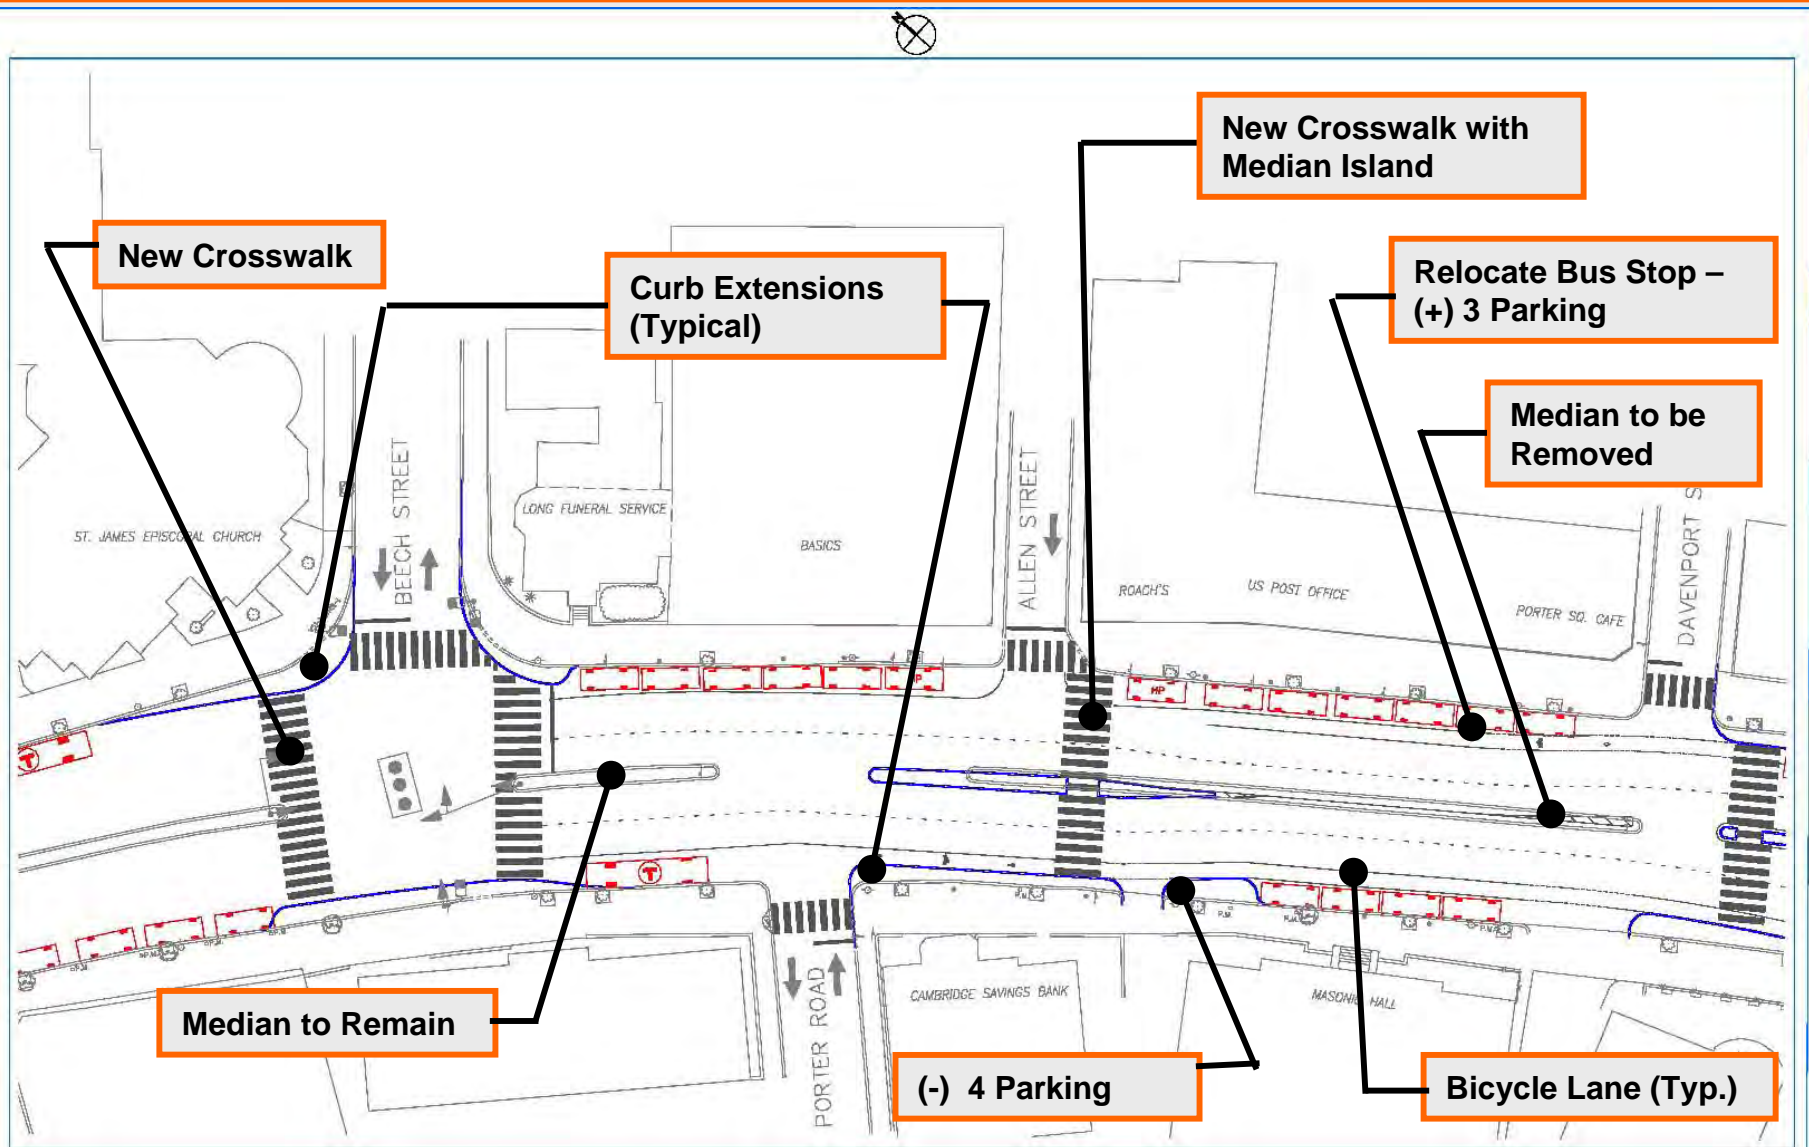 New Crosswalk with
Median Island
New Crosswalk
Curb Extensions
(Typical)
Relocate Bus Stop –
(+) 3 Parking
Median to be
Removed
ST. JAMES EPISCOPAL CHURCH
BEECH STREET
LONG FUNERAL SERVICE
BASICS
ALLEN STREET
ROACH'S
US POST OFFICE
PORTER SQ. CAFE
DAVENPORT S
HP
HP
T
T
P.M.
P.M.
P.M.
P.M.
P.M.
P.M.
P.M.
Median to Remain
PORTER ROAD
CAMBRIDGE SAVINGS BANK
MASONIC HALL
(-) 4 Parking
Bicycle Lane (Typ.)